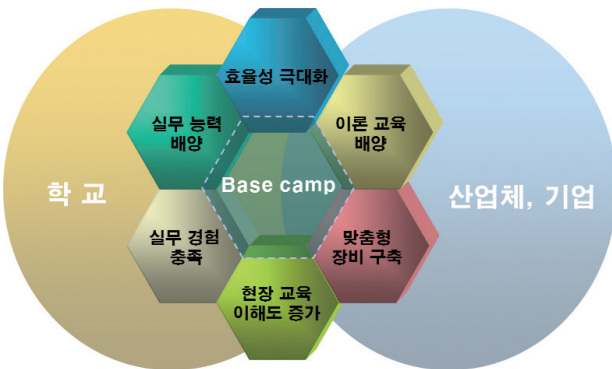 효율성 극대화
실무 능력
배양
이론 교육
배양
학 교
Base camp
산업체, 기업
실무 경험
충족
맞춤형
장비 구축
현장 교육
이해도 증가